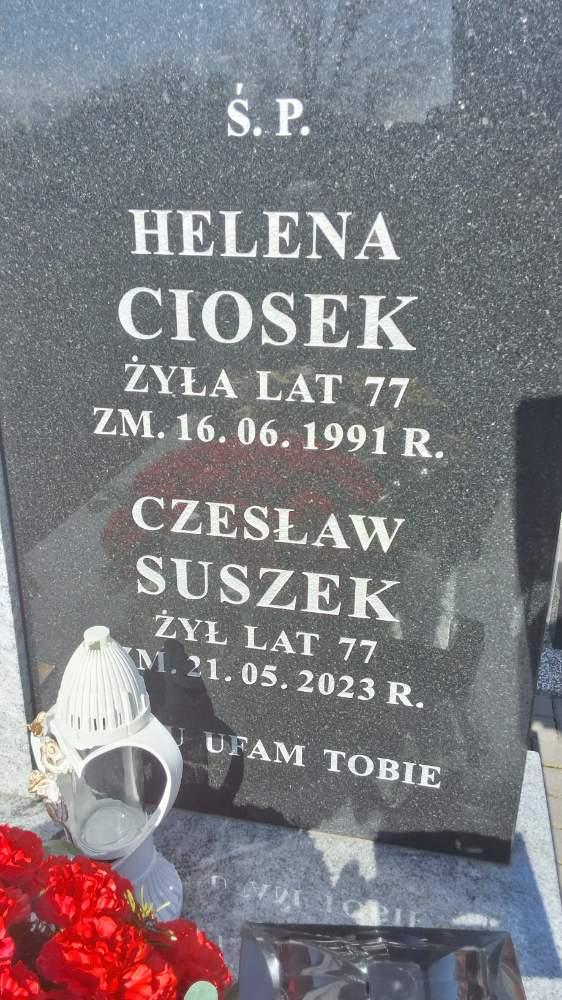 Ś. P.
HELENA
CIOSEK
ŻYŁA LAT 77
ZM. 16. 06. 1991 R.
CZESŁAW
SUSZEK
ŻYŁ LAT 77
ZM. 21. 05. 2023 R.
UFAM TOBIE